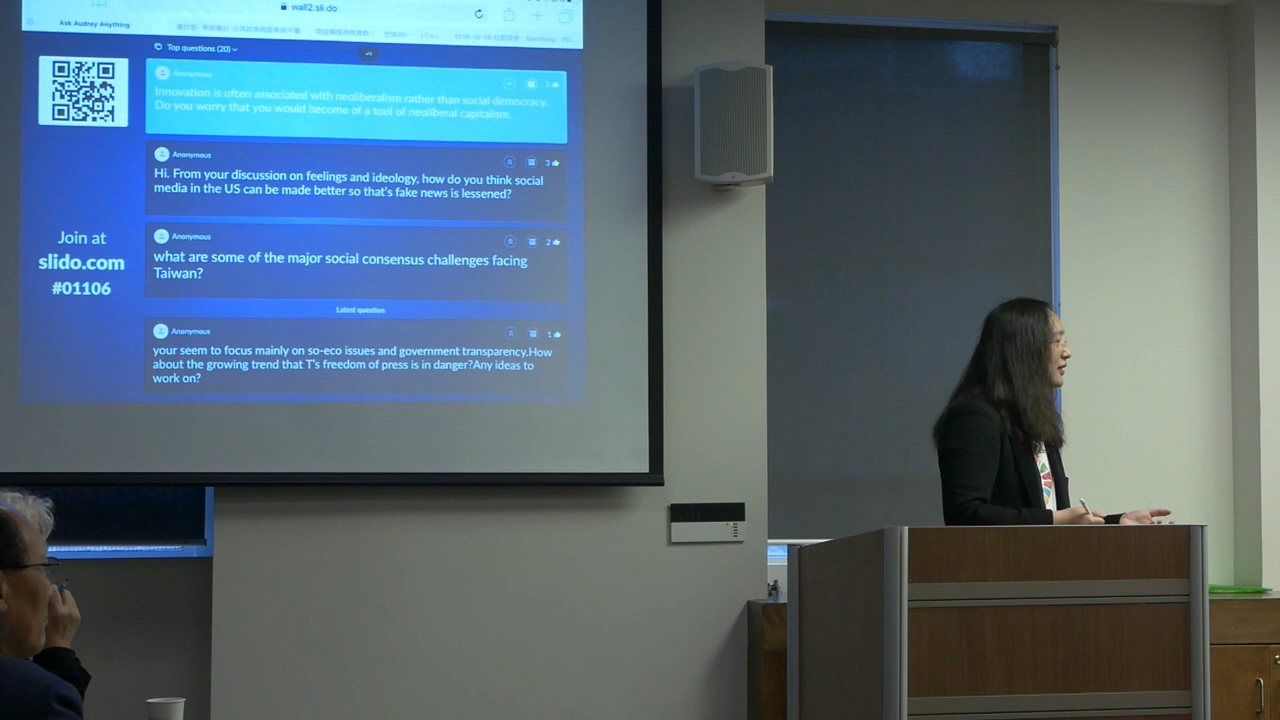 wall2.sli.do
Ask Audrey Anything
Top questions (20)
Anonymous
Innovation is often associated with neoliberalism rather than social democracy.
Do you worry that you would become of a tool of neoliberal capitalism.
Anonymous
3
Hi. From your discussion on feelings and ideology, how do you think social
media in the US can be made better so that's fake news is lessened?
Anonymous
2
what are some of the major social consensus challenges facing
Taiwan?
Join at
slido.com
#01106
Latest question
Anonymous
1
your seem to focus mainly on so-eco issues and government transparency.How
about the growing trend that T's freedom of press is in danger?Any ideas to
work on?